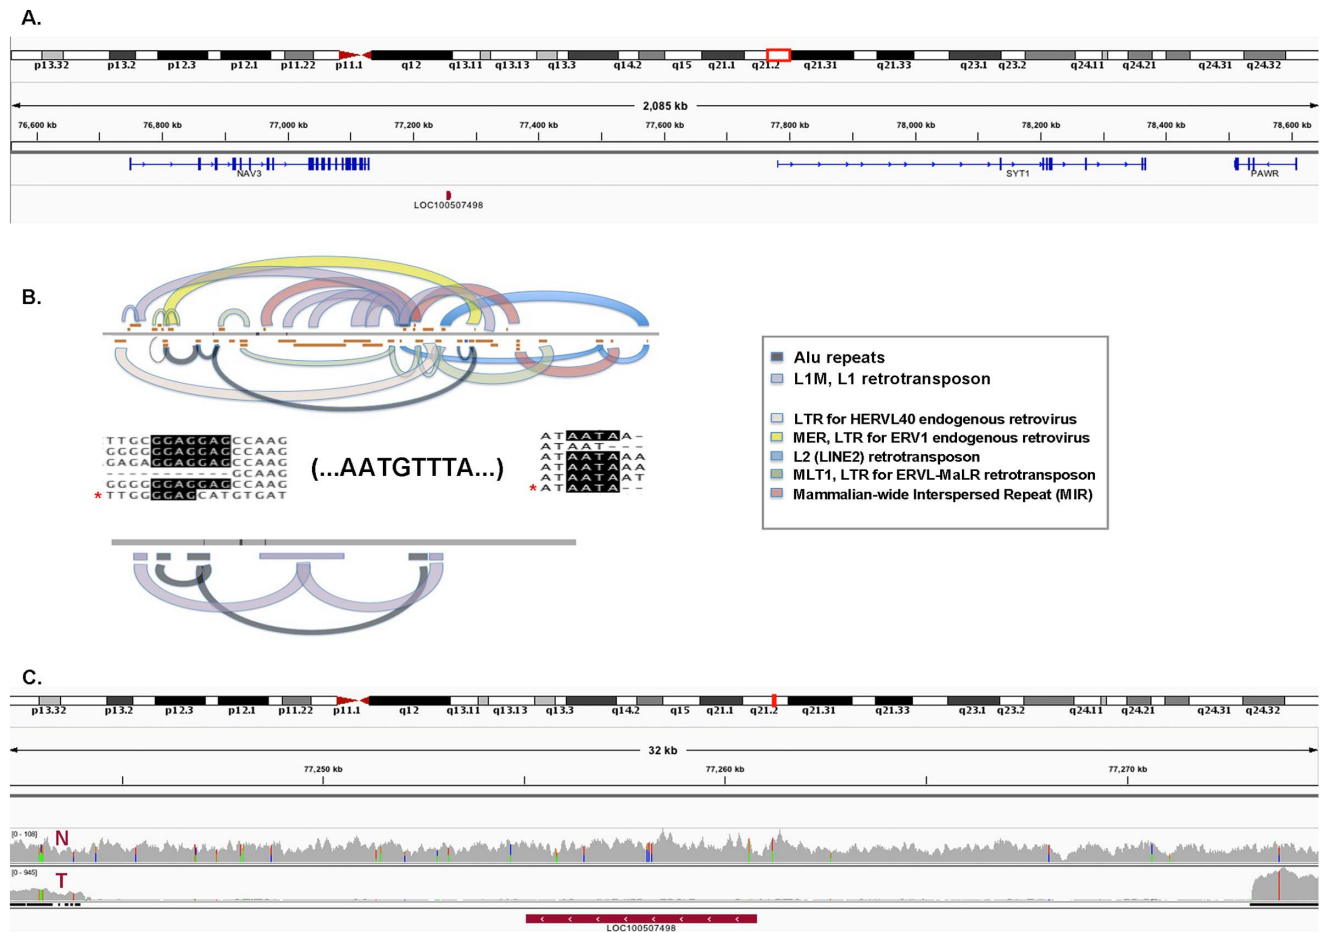 A.
p13.32 p13.2 p12.3 p12.1 p11.22 p11.1 q12 q13.11 q13.13 q13.3 q14.2 q15 q21.1 q21.2 q21.31 q21.33 q23.1 q23.2 q24.11 q24.21 q24.31 q24.32
2,085 kb
76,600 kb 76,800 kb 77,000 kb 77,200 kb 77,400 kb 77,600 kb 77,800 kb 78,000 kb 78,200 kb 78,400 kb 78,600 kb
NAV3 SYT1 PAWR
LOC100507498
B.
TTGCGGAGGAGCCAAG
GGGGGGAGGAGCAAAG
GAGAGGAGGAGCCAAG
- - - - - - - - - - - GCAAG
GGGGGGAGGAGCCAAG
* TTGGGGAGCATGTGAT
(...AATGTTTA...)
ATAATAA-
ATAAT---
ATAATAAA
ATAATAAA
ATAATAAT
* ATAATA--
Alu repeats
L1M, L1 retrotransposon
LTR for HERVL40 endogenous retrovirus
MER, LTR for ERV1 endogenous retrovirus
L2 (LINE2) retrotransposon
MLT1, LTR for ERVL-MaLR retrotransposon
Mammalian-wide Interspersed Repeat (MIR)
C.
p13.32 p13.2 p12.3 p12.1 p11.22 p11.1 q12 q13.11 q13.13 q13.3 q14.2 q15 q21.1 q21.2 q21.31 q21.33 q23.1 q23.2 q24.11 q24.21 q24.31 q24.32
32 kb
77,250 kb 77,260 kb 77,270 kb
[0 - 108] N
[0 - 945] T
LOC100507498